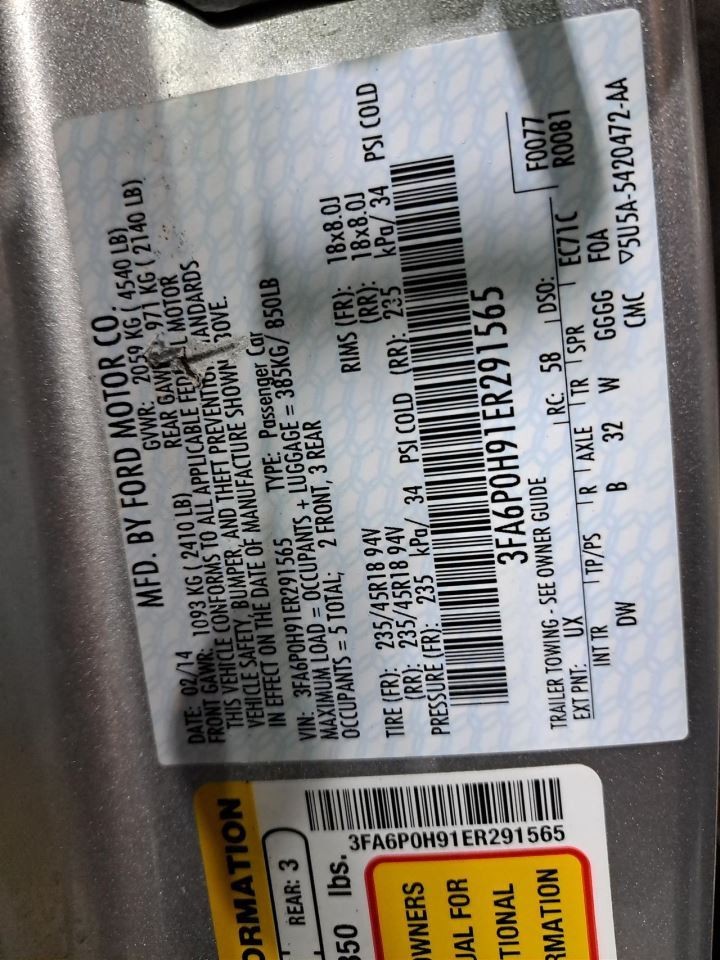 MFD. BY FORD MOTOR CO.
DATE: 02/14 GVWR: 2059 KG ( 4540 LB)
FRONT GAWR: 1093 KG ( 2410 LB) REAR GAWR 971 KG ( 2140 LB)
THIS VEHICLE CONFORMS TO ALL APPLICABLE FEDERAL MOTOR
VEHICLE SAFETY, BUMPER, AND THEFT PREVENTION STANDARDS
IN EFFECT ON THE DATE OF MANUFACTURE SHOWN ABOVE.
VIN: 3FA6P0H91ER291565 TYPE: Passenger Car
MAXIMUM LOAD = OCCUPANTS + LUGGAGE = 385KG/ 850LB
OCCUPANTS = 5 TOTAL; 2 FRONT, 3 REAR
TIRE (FR): 235/45R18 94V RIMS (FR): 18x8.0J
(RR): 235/45R18 94V (RR): 18x8.0J
PRESSURE (FR): 235 kPa/ 34 PSI COLD (RR): 235 kPa/ 34 PSI COLD
3FA6P0H91ER291565
F0077
R0081
TRAILER TOWING - SEE OWNER GUIDE
EXT PNT: UX RC: 58 DSO:
INT TR TP/PS R AXLE TR SPR EC71C
DW B 32 W GGGG FOA
CMC ▽5U5A-5420472-AA
ORMATION
REAR: 3
350 lbs.
3FA6P0H91ER291565
OWNERS
UAL FOR
TIONAL
RMATION